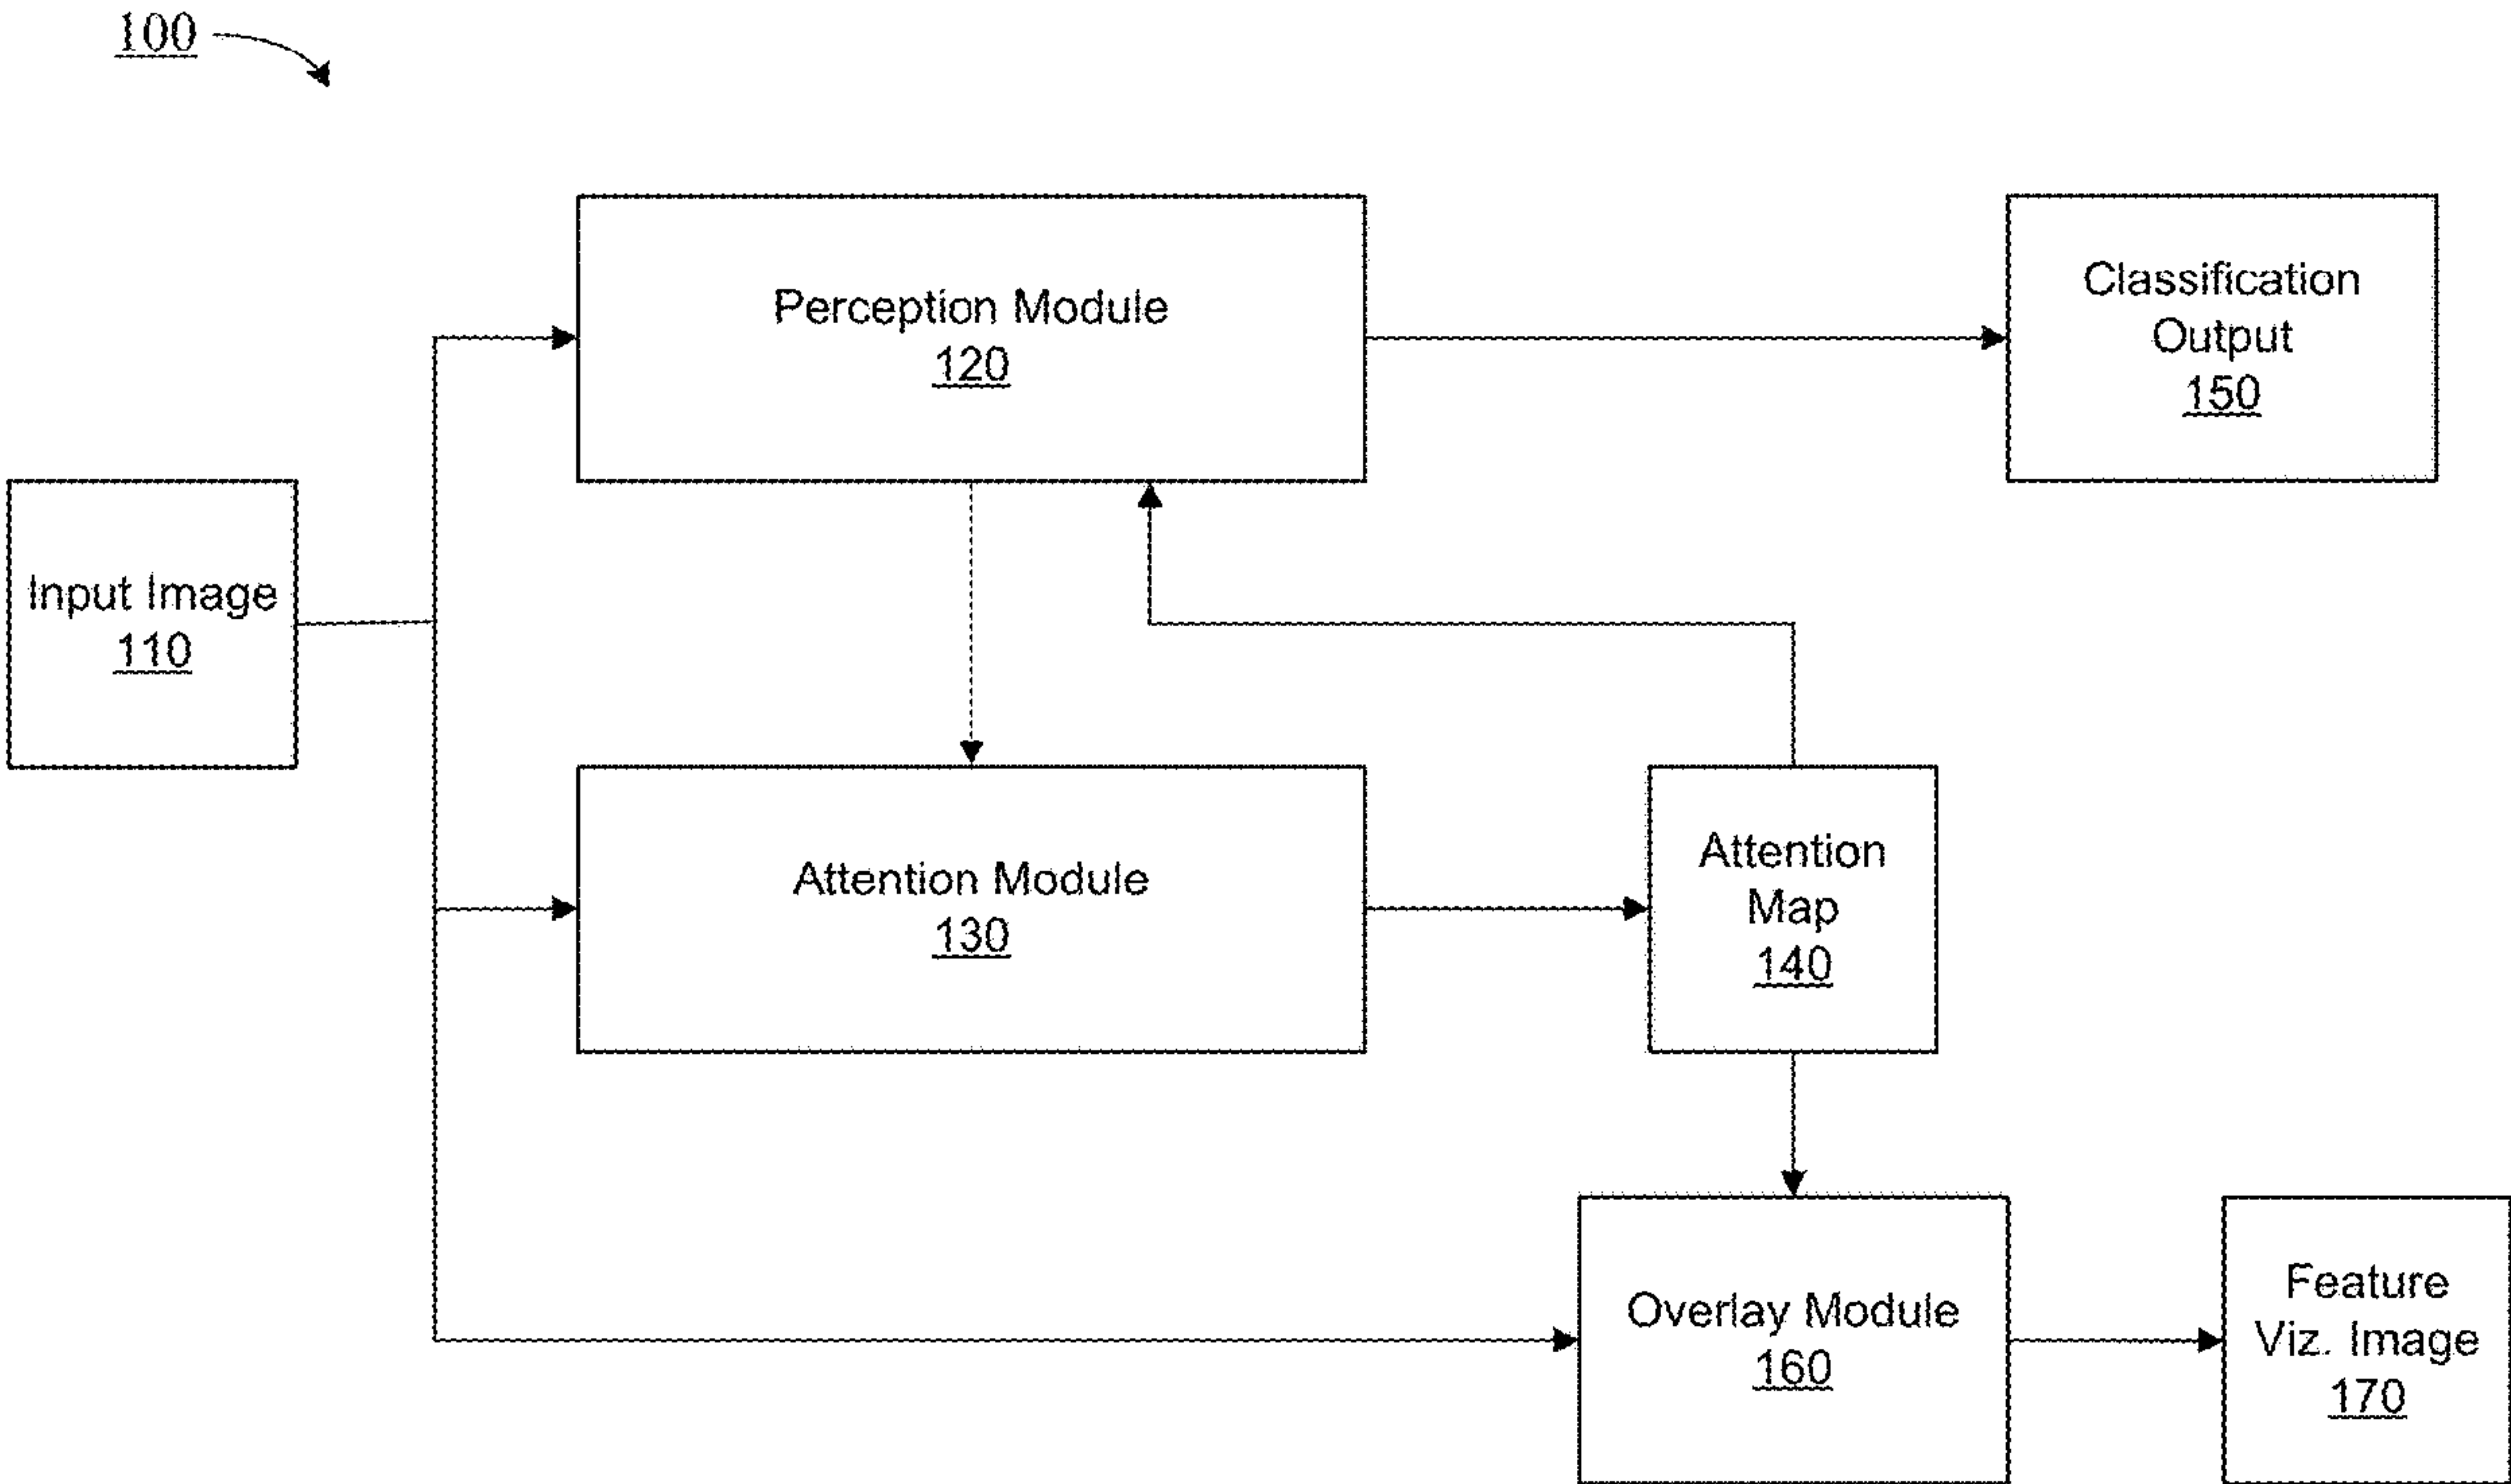 100
Perception Module
120
Classification
Output
150
Input Image
110
Attention Module
130
Attention
Map
140
Overlay Module
160
Feature
Viz. Image
170